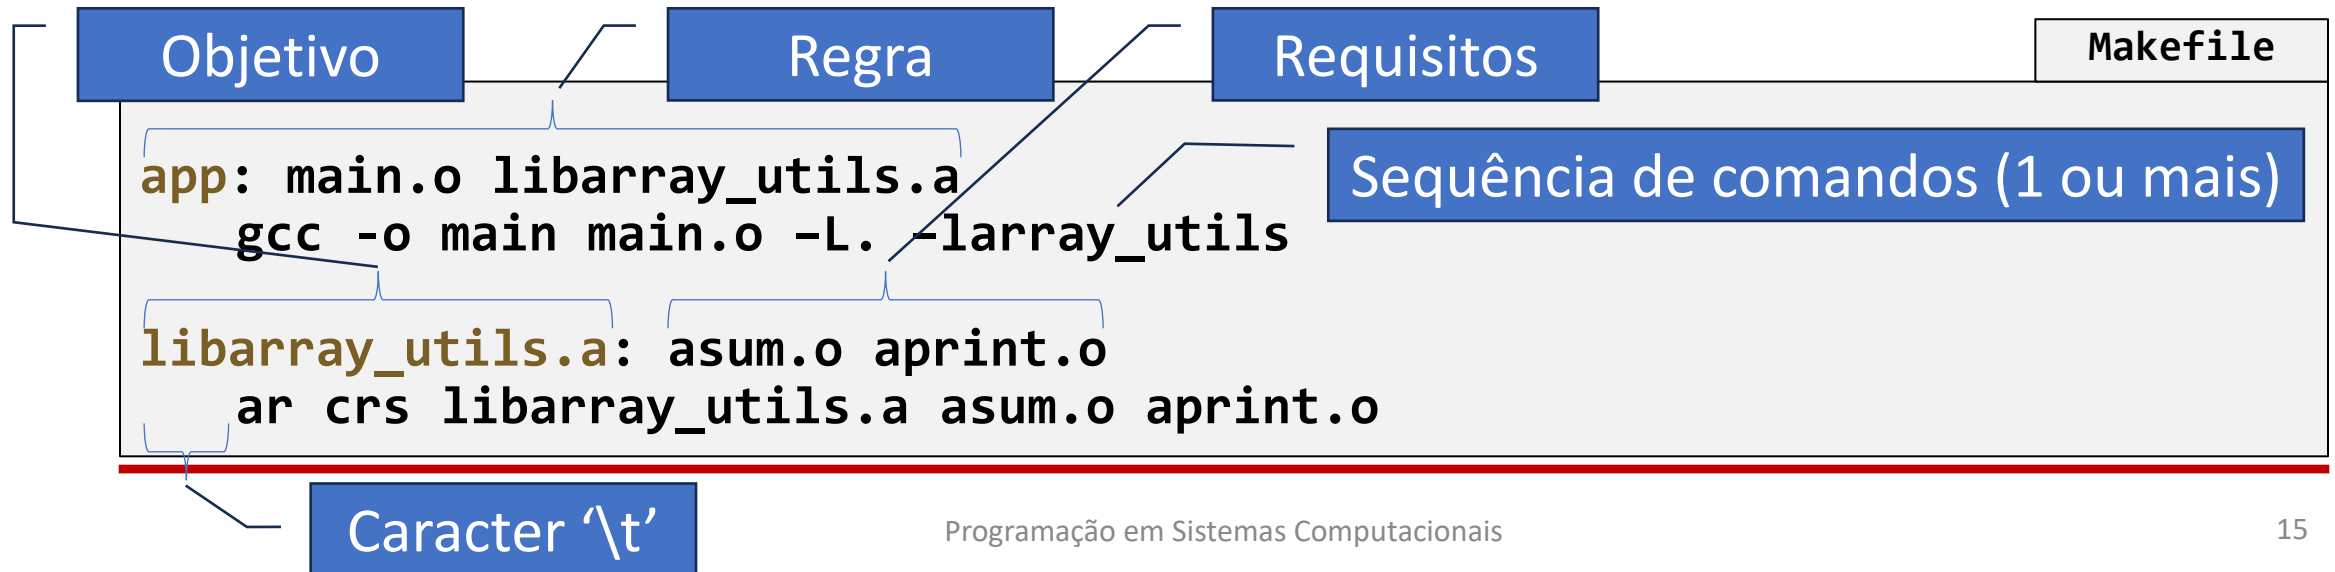 Objetivo
Regra
Requisitos
Makefile
app: main.o libarray_utils.a
Sequência de comandos (1 ou mais)
gcc -o main main.o –L. –larray_utils
libarray_utils.a: asum.o aprint.o
ar crs libarray_utils.a asum.o aprint.o
Caracter ‘\t’
Programação em Sistemas Computacionais
15